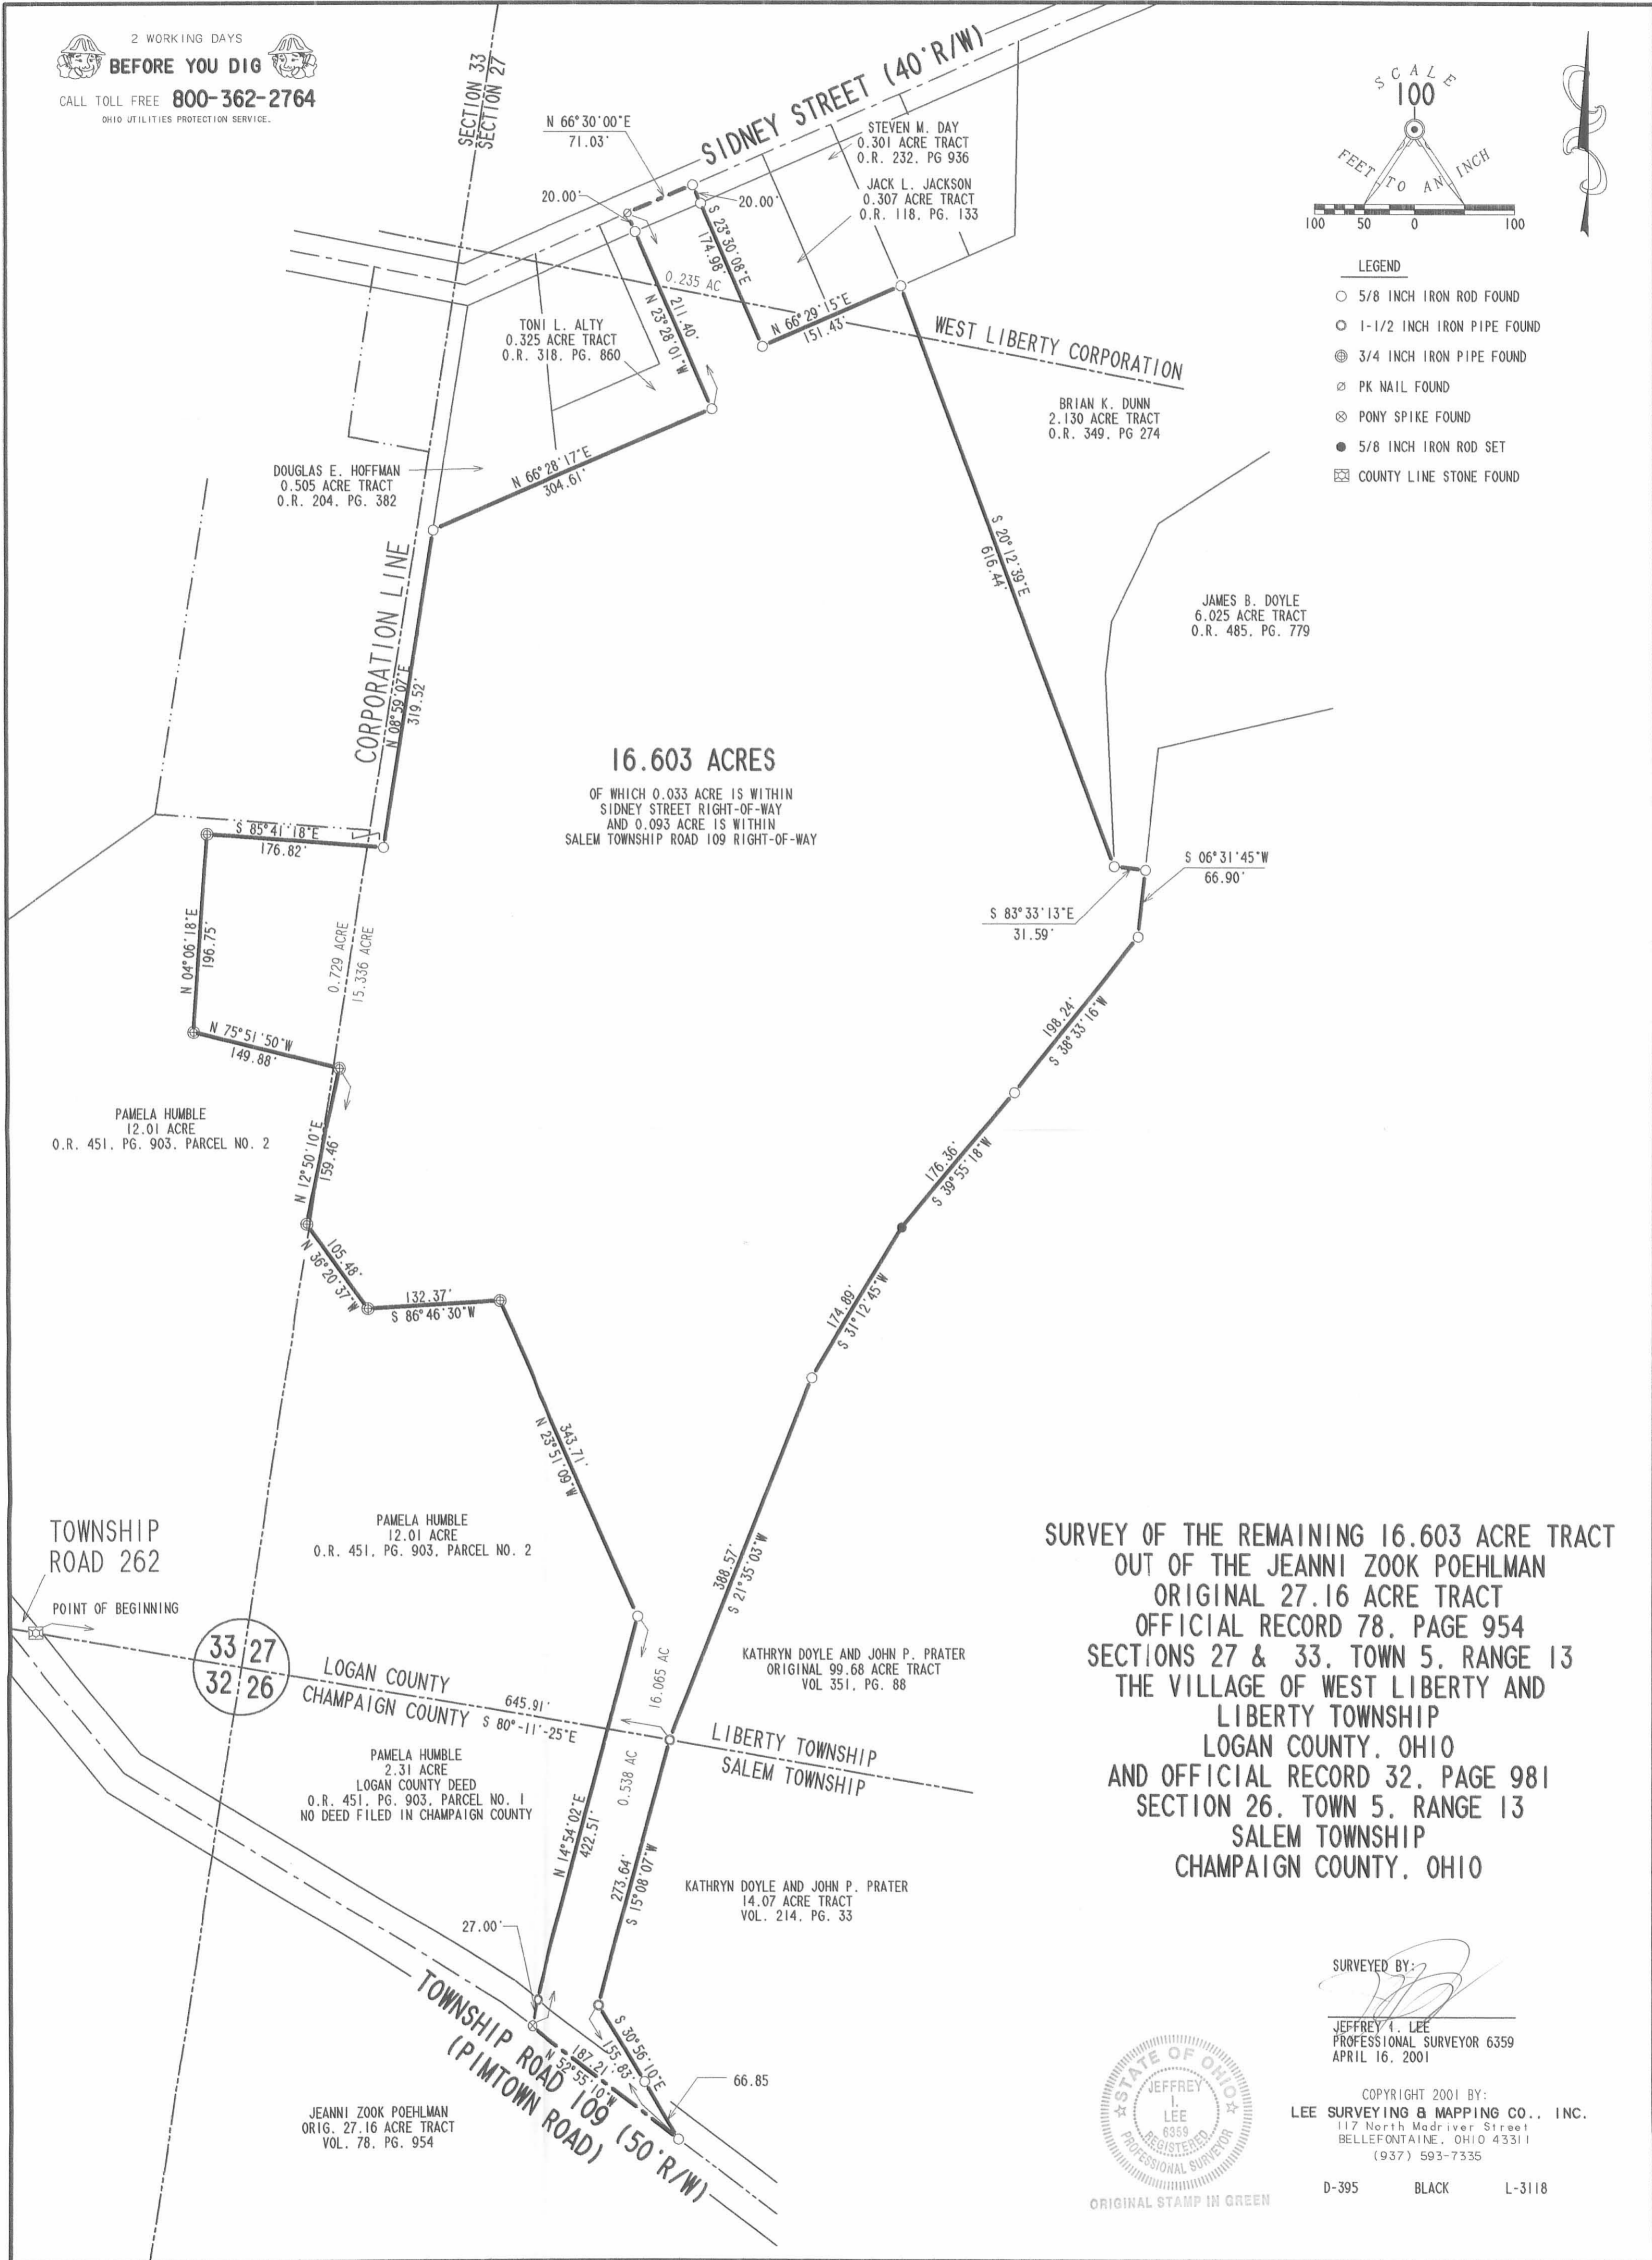 2 WORKING DAYS
BEFORE YOU DIG
CALL TOLL FREE 800-362-2764
OHIO UTILITIES PROTECTION SERVICE.
SECTION 33
SECTION 27
N 66°30'00"E
71.03'
SIDNEY STREET (40'R/W)
20.00'
20.00'
STEVEN M. DAY
0.301 ACRE TRACT
O.R. 232, PG 936
JACK L. JACKSON
0.307 ACRE TRACT
O.R. 118, PG. 133
SCALE
100
FEET TO AN INCH
100 50 0 100
LEGEND
5/8 INCH IRON ROD FOUND
1-1/2 INCH IRON PIPE FOUND
3/4 INCH IRON PIPE FOUND
PK NAIL FOUND
PONY SPIKE FOUND
5/8 INCH IRON ROD SET
COUNTY LINE STONE FOUND
S 23°30'08"E
174.98'
0.235 AC
211.40'
N 23°28'01"W
TONI L. ALTY
0.325 ACRE TRACT
O.R. 318, PG. 860
N 66°29'15"E
151.43'
WEST LIBERTY CORPORATION
BRIAN K. DUNN
2.130 ACRE TRACT
O.R. 349, PG 274
DOUGLAS E. HOFFMAN
0.505 ACRE TRACT
O.R. 204, PG. 382
N 66°28'17"E
304.61'
S 20°12'39"E
616.44'
JAMES B. DOYLE
6.025 ACRE TRACT
O.R. 485, PG. 779
CORPORATION LINE
N 08°59'07"E
319.52'
16.603 ACRES
OF WHICH 0.033 ACRE IS WITHIN
SIDNEY STREET RIGHT-OF-WAY
AND 0.093 ACRE IS WITHIN
SALEM TOWNSHIP ROAD 109 RIGHT-OF-WAY
S 85°41'18"E
176.82'
S 06°31'45"W
66.90'
S 83°33'13"E
31.59'
N 04°06'18"E
196.75'
0.729 ACRE
15.336 ACRE
N 75°51'50"W
149.88'
198.24'
S 38°33'16"W
PAMELA HUMBLE
12.01 ACRE
O.R. 451, PG. 903, PARCEL NO. 2
N 12°50'10"E
159.46'
176.36'
S 39°55'18"W
105.48'
N 36°20'37"W
132.37'
S 86°46'30"W
174.89'
S 31°12'45"W
343.71'
N 23°51'09"W
TOWNSHIP
ROAD 262
PAMELA HUMBLE
12.01 ACRE
O.R. 451, PG. 903, PARCEL NO. 2
388.57'
S 21°35'03"W
POINT OF BEGINNING
33 27
32 26
LOGAN COUNTY
CHAMPAIGN COUNTY
645.91'
S 80°-11'-25"E
16.065 AC
0.538 AC
KATHRYN DOYLE AND JOHN P. PRATER
ORIGINAL 99.68 ACRE TRACT
VOL 351, PG. 88
LIBERTY TOWNSHIP
SALEM TOWNSHIP
PAMELA HUMBLE
2.31 ACRE
LOGAN COUNTY DEED
O.R. 451, PG. 903, PARCEL NO. 1
NO DEED FILED IN CHAMPAIGN COUNTY
N 14°54'02"E
422.51'
273.64'
S 15°08'07"W
KATHRYN DOYLE AND JOHN P. PRATER
14.07 ACRE TRACT
VOL. 214, PG. 33
27.00'
TOWNSHIP ROAD 109 (50'R/W)
(PIMTOWN ROAD)
187.21'
N 52°55'10"W
S 30°56'10"E
155.83'
66.85
JEANNI ZOOK POEHLMAN
ORIG. 27.16 ACRE TRACT
VOL. 78, PG. 954
SURVEY OF THE REMAINING 16.603 ACRE TRACT
OUT OF THE JEANNI ZOOK POEHLMAN
ORIGINAL 27.16 ACRE TRACT
OFFICIAL RECORD 78, PAGE 954
SECTIONS 27 & 33, TOWN 5, RANGE 13
THE VILLAGE OF WEST LIBERTY AND
LIBERTY TOWNSHIP
LOGAN COUNTY, OHIO
AND OFFICIAL RECORD 32, PAGE 981
SECTION 26, TOWN 5, RANGE 13
SALEM TOWNSHIP
CHAMPAIGN COUNTY, OHIO
SURVEYED BY:
JEFFREY I. LEE
PROFESSIONAL SURVEYOR 6359
APRIL 16, 2001
STATE OF OHIO
JEFFREY
I.
LEE
6359
REGISTERED
PROFESSIONAL SURVEYOR
ORIGINAL STAMP IN GREEN
COPYRIGHT 2001 BY:
LEE SURVEYING & MAPPING CO., INC.
117 North Madriver Street
BELLEFONTAINE, OHIO 43311
(937) 593-7335
D-395 BLACK L-3118